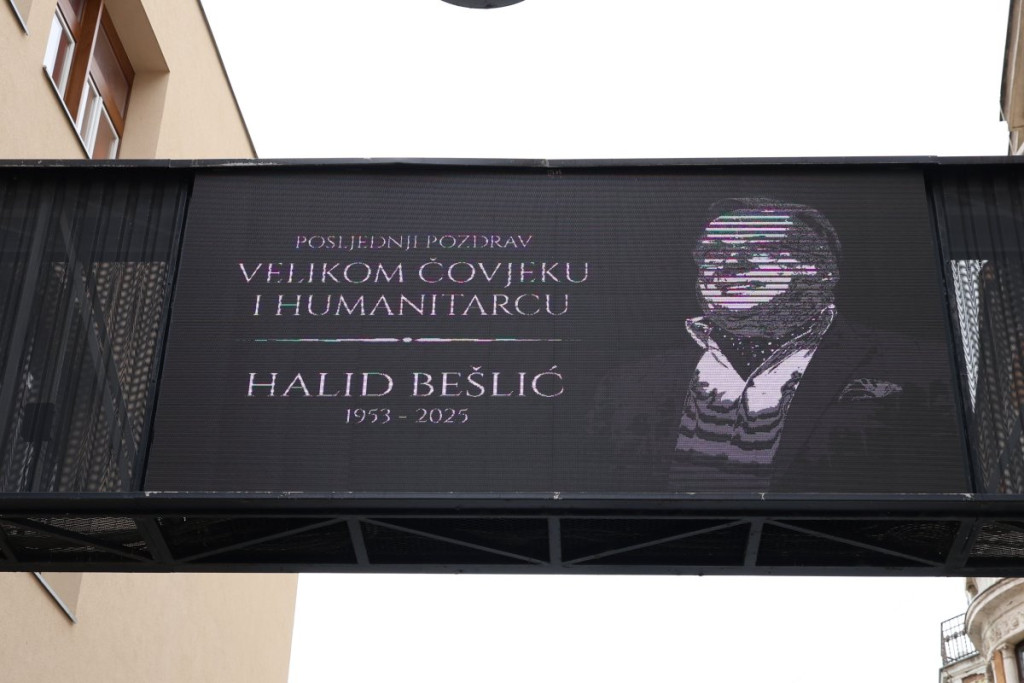 POSLJEDNJI POZDRAV
VELIKOM ČOVJEKU
I HUMANITARCU
HALID BEŠLIĆ
1953 - 2025